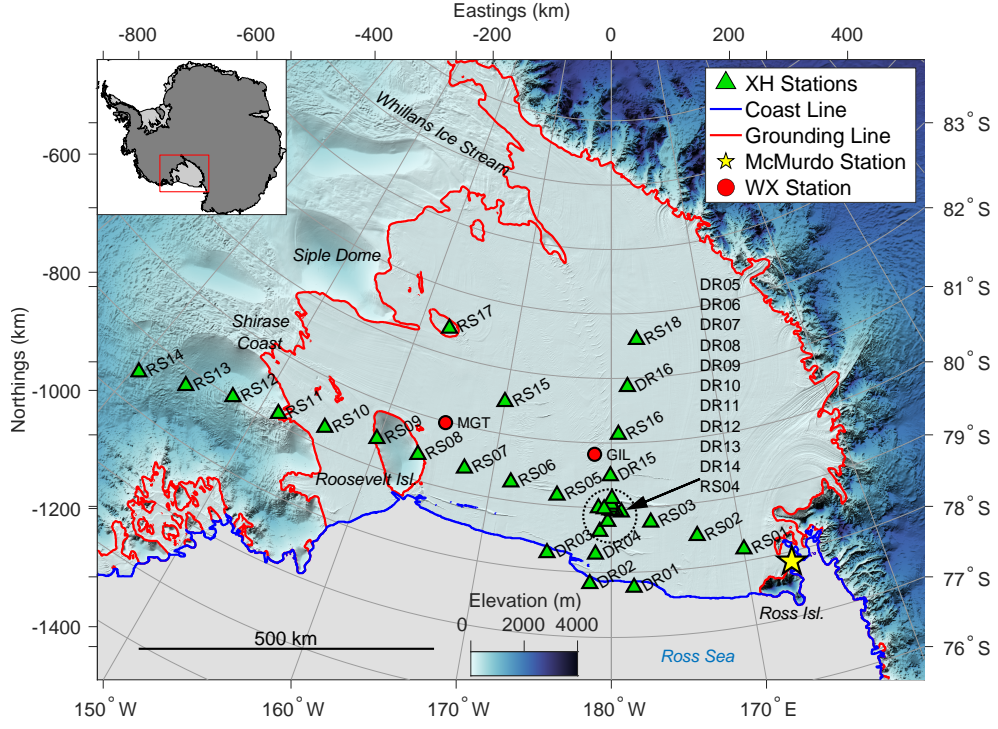 Eastings (km)
-800 -600 -400 -200 0 200 400
XH Stations
Coast Line
Grounding Line
McMurdo Station
WX Station
Whillans Ice Stream
83° S
-600
82° S
Siple Dome
81° S
-800
DR05
DR06
DR07
DR08
DR09
DR10
DR11
DR12
DR13
DR14
RS04
Shirase
Coast
RS17
RS18
80° S
Northings (km)
RS14
RS13
RS12
RS11
RS10
RS09
RS08
RS07
RS06
RS05
RS15
DR16
RS16
DR15
MGT
GIL
-1000
79° S
Roosevelt Isl.
-1200
78° S
RS03
RS02
RS01
DR03
DR04
DR02
DR01
77° S
Ross Isl.
Elevation (m)
0 2000 4000
-1400
500 km
Ross Sea
76° S
150° W 160° W 170° W 180° W 170° E